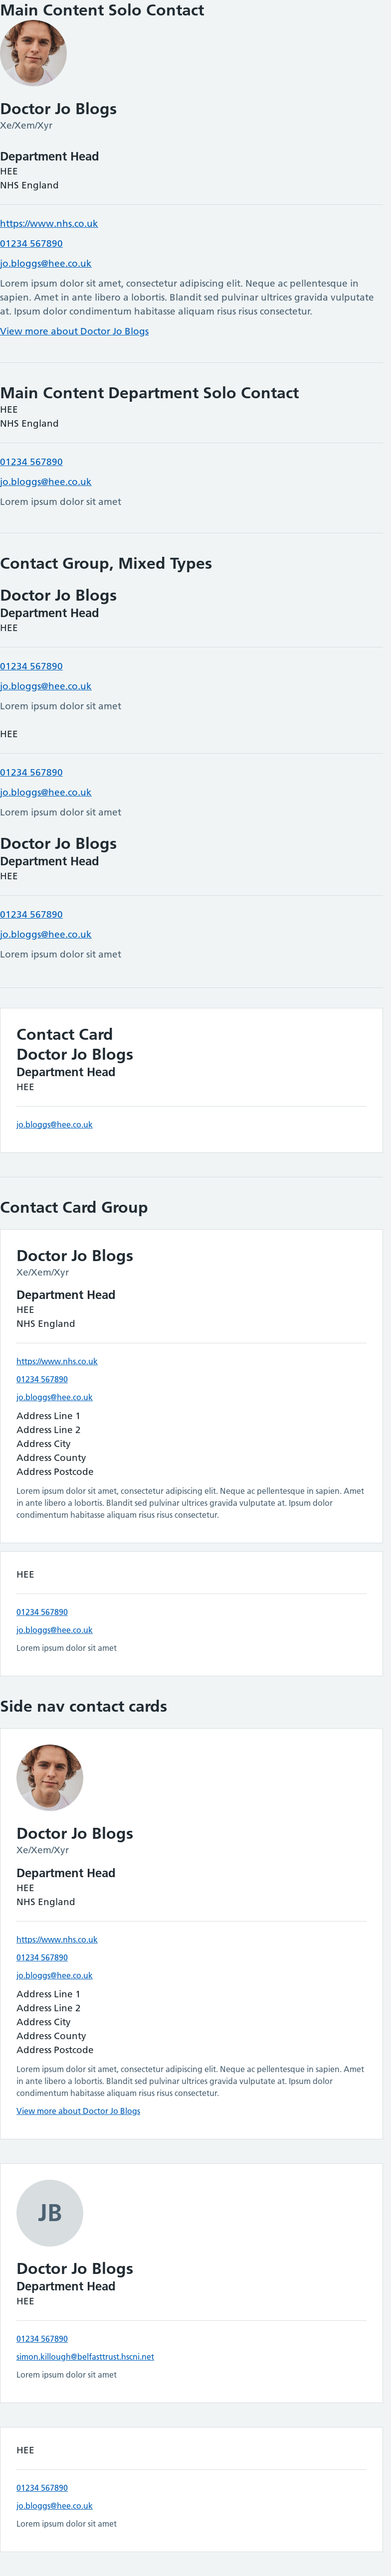 Main Content Solo Contact
Doctor Jo Blogs
Xe/Xem/Xyr
Department Head
HEE
NHS England
https://www.nhs.co.uk
01234 567890
jo.bloggs@hee.co.uk
Lorem ipsum dolor sit amet, consectetur adipiscing elit. Neque ac pellentesque in
sapien. Amet in ante libero a lobortis. Blandit sed pulvinar ultrices gravida vulputate
at. Ipsum dolor condimentum habitasse aliquam risus risus consectetur.
View more about Doctor Jo Blogs
Main Content Department Solo Contact
HEE
NHS England
01234 567890
jo.bloggs@hee.co.uk
Lorem ipsum dolor sit amet
Contact Group, Mixed Types
Doctor Jo Blogs
Department Head
HEE
01234 567890
jo.bloggs@hee.co.uk
Lorem ipsum dolor sit amet
HEE
01234 567890
jo.bloggs@hee.co.uk
Lorem ipsum dolor sit amet
Doctor Jo Blogs
Department Head
HEE
01234 567890
jo.bloggs@hee.co.uk
Lorem ipsum dolor sit amet
Contact Card
Doctor Jo Blogs
Department Head
HEE
jo.bloggs@hee.co.uk
Contact Card Group
Doctor Jo Blogs
Xe/Xem/Xyr
Department Head
HEE
NHS England
https://www.nhs.co.uk
01234 567890
jo.bloggs@hee.co.uk
Address Line 1
Address Line 2
Address City
Address County
Address Postcode
Lorem ipsum dolor sit amet, consectetur adipiscing elit. Neque ac pellentesque in sapien. Amet
in ante libero a lobortis. Blandit sed pulvinar ultrices gravida vulputate at. Ipsum dolor
condimentum habitasse aliquam risus risus consectetur.
HEE
01234 567890
jo.bloggs@hee.co.uk
Lorem ipsum dolor sit amet
Side nav contact cards
Doctor Jo Blogs
Xe/Xem/Xyr
Department Head
HEE
NHS England
https://www.nhs.co.uk
01234 567890
jo.bloggs@hee.co.uk
Address Line 1
Address Line 2
Address City
Address County
Address Postcode
Lorem ipsum dolor sit amet, consectetur adipiscing elit. Neque ac pellentesque in sapien. Amet
in ante libero a lobortis. Blandit sed pulvinar ultrices gravida vulputate at. Ipsum dolor
condimentum habitasse aliquam risus risus consectetur.
View more about Doctor Jo Blogs
JB
Doctor Jo Blogs
Department Head
HEE
01234 567890
simon.killough@belfasttrust.hscni.net
Lorem ipsum dolor sit amet
HEE
01234 567890
jo.bloggs@hee.co.uk
Lorem ipsum dolor sit amet